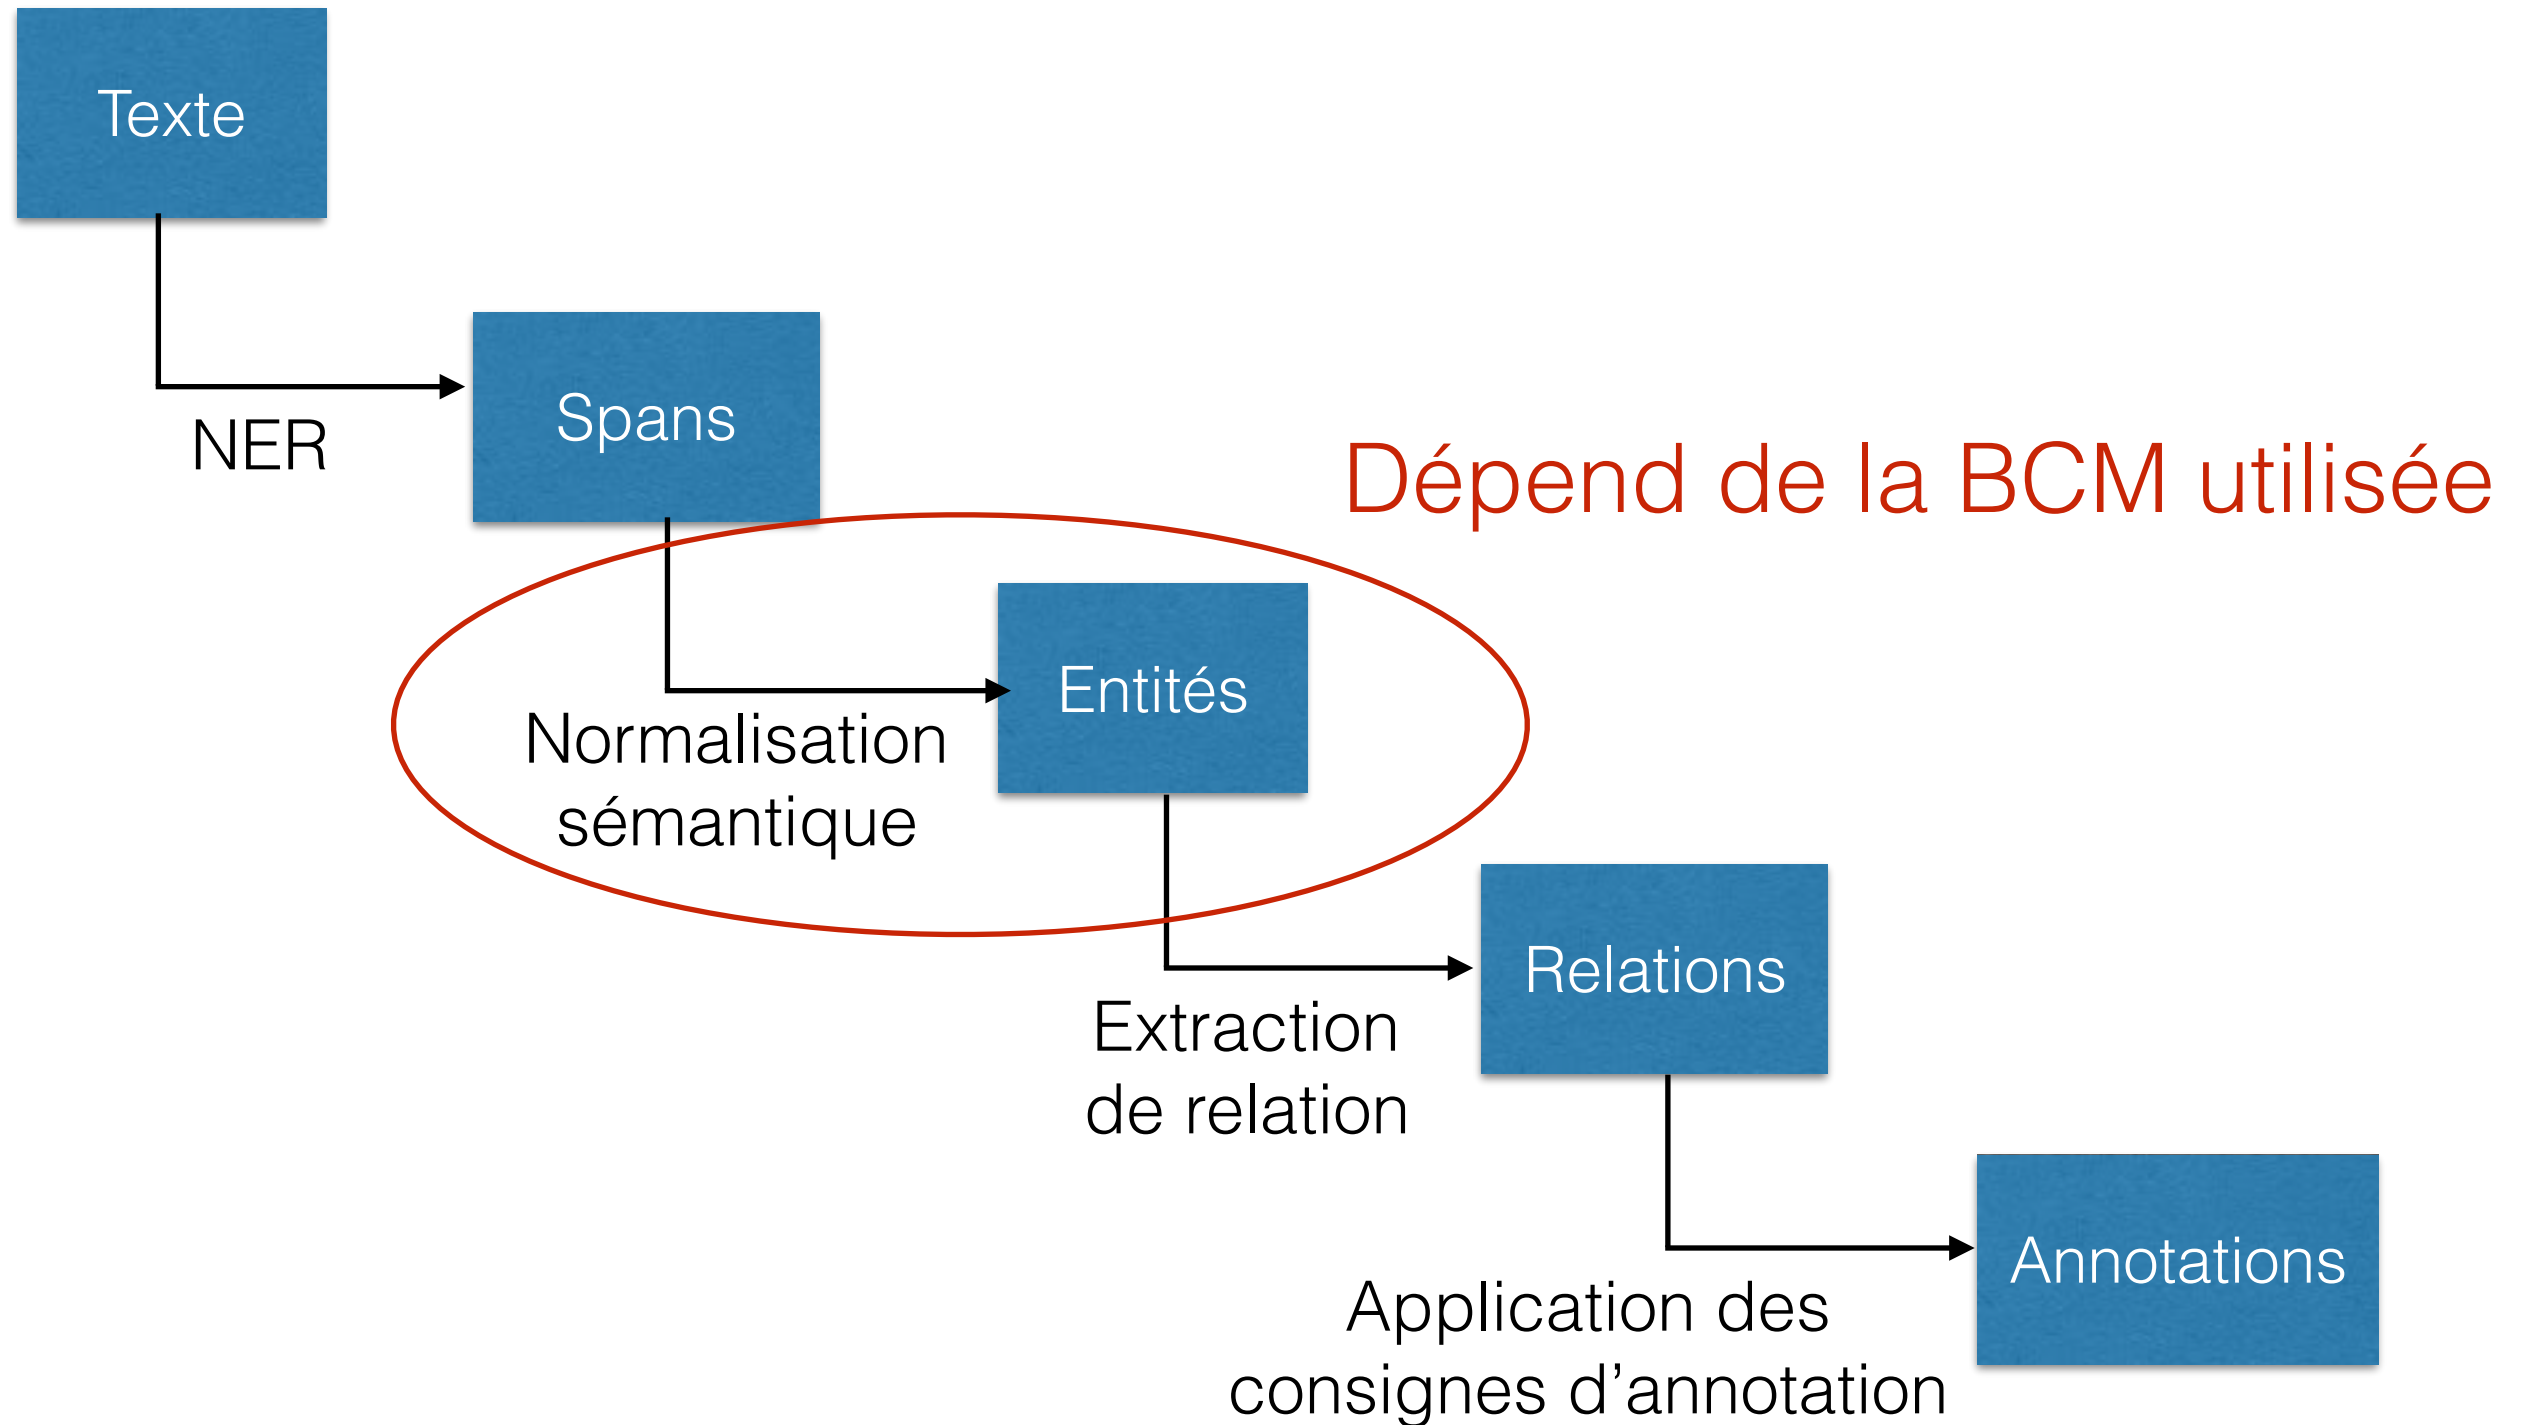 Texte
NER
Spans
Dépend de la BCM utilisée
Entités
Normalisation
sémantique
Relations
Extraction
de relation
Annotations
Application des
consignes d’annotation